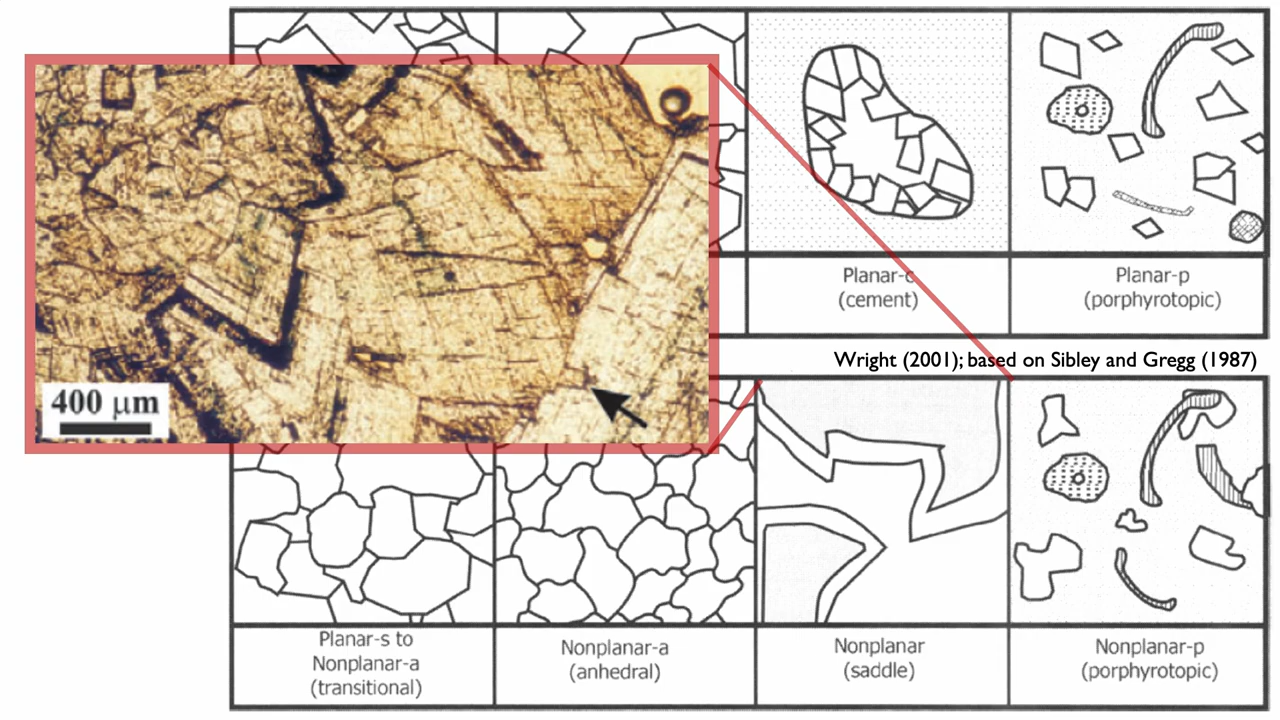 400 µm
Planar-c
(cement)
Planar-p
(porphyrotopic)
Wright (2001); based on Sibley and Gregg (1987)
Planar-s to
Nonplanar-a
(transitional)
Nonplanar-a
(anhedral)
Nonplanar
(saddle)
Nonplanar-p
(porphyrotopic)